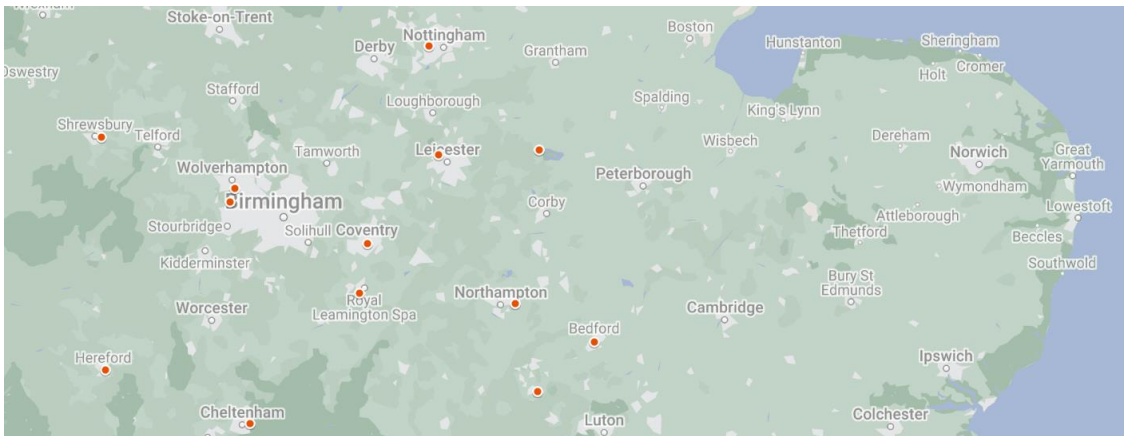 Wrexham
Stoke-on-Trent
Boston
Nottingham
Derby
Grantham
Hunstanton
Sheringham
Cromer
Holt
Oswestry
Stafford
Loughborough
Spalding
King's Lynn
Shrewsbury
Telford
Dereham
Wisbech
Leicester
Tamworth
Norwich
Great
Yarmouth
Wolverhampton
Peterborough
Wymondham
Birmingham
Corby
Lowestoft
Attleborough
Stourbridge
Solihull
Coventry
Thetford
Beccles
Kidderminster
Southwold
Bury St
Edmunds
Northampton
Royal
Leamington Spa
Worcester
Cambridge
Bedford
Hereford
Ipswich
Cheltenham
Colchester
Luton